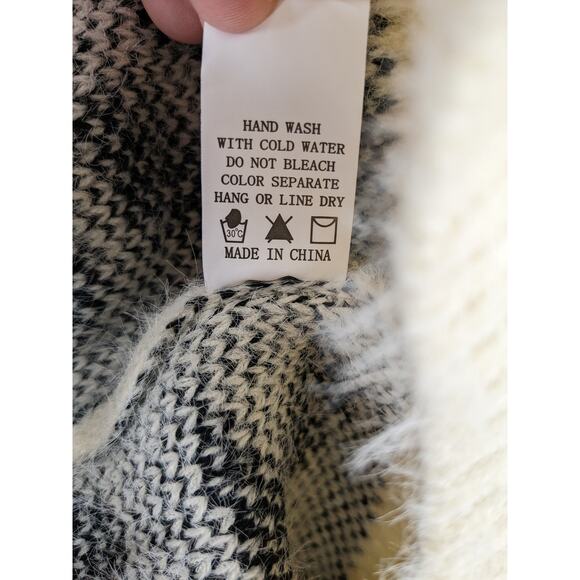 HAND WASH
WITH COLD WATER
DO NOT BLEACH
COLOR SEPARATE
HANG OR LINE DRY
30°C
MADE IN CHINA